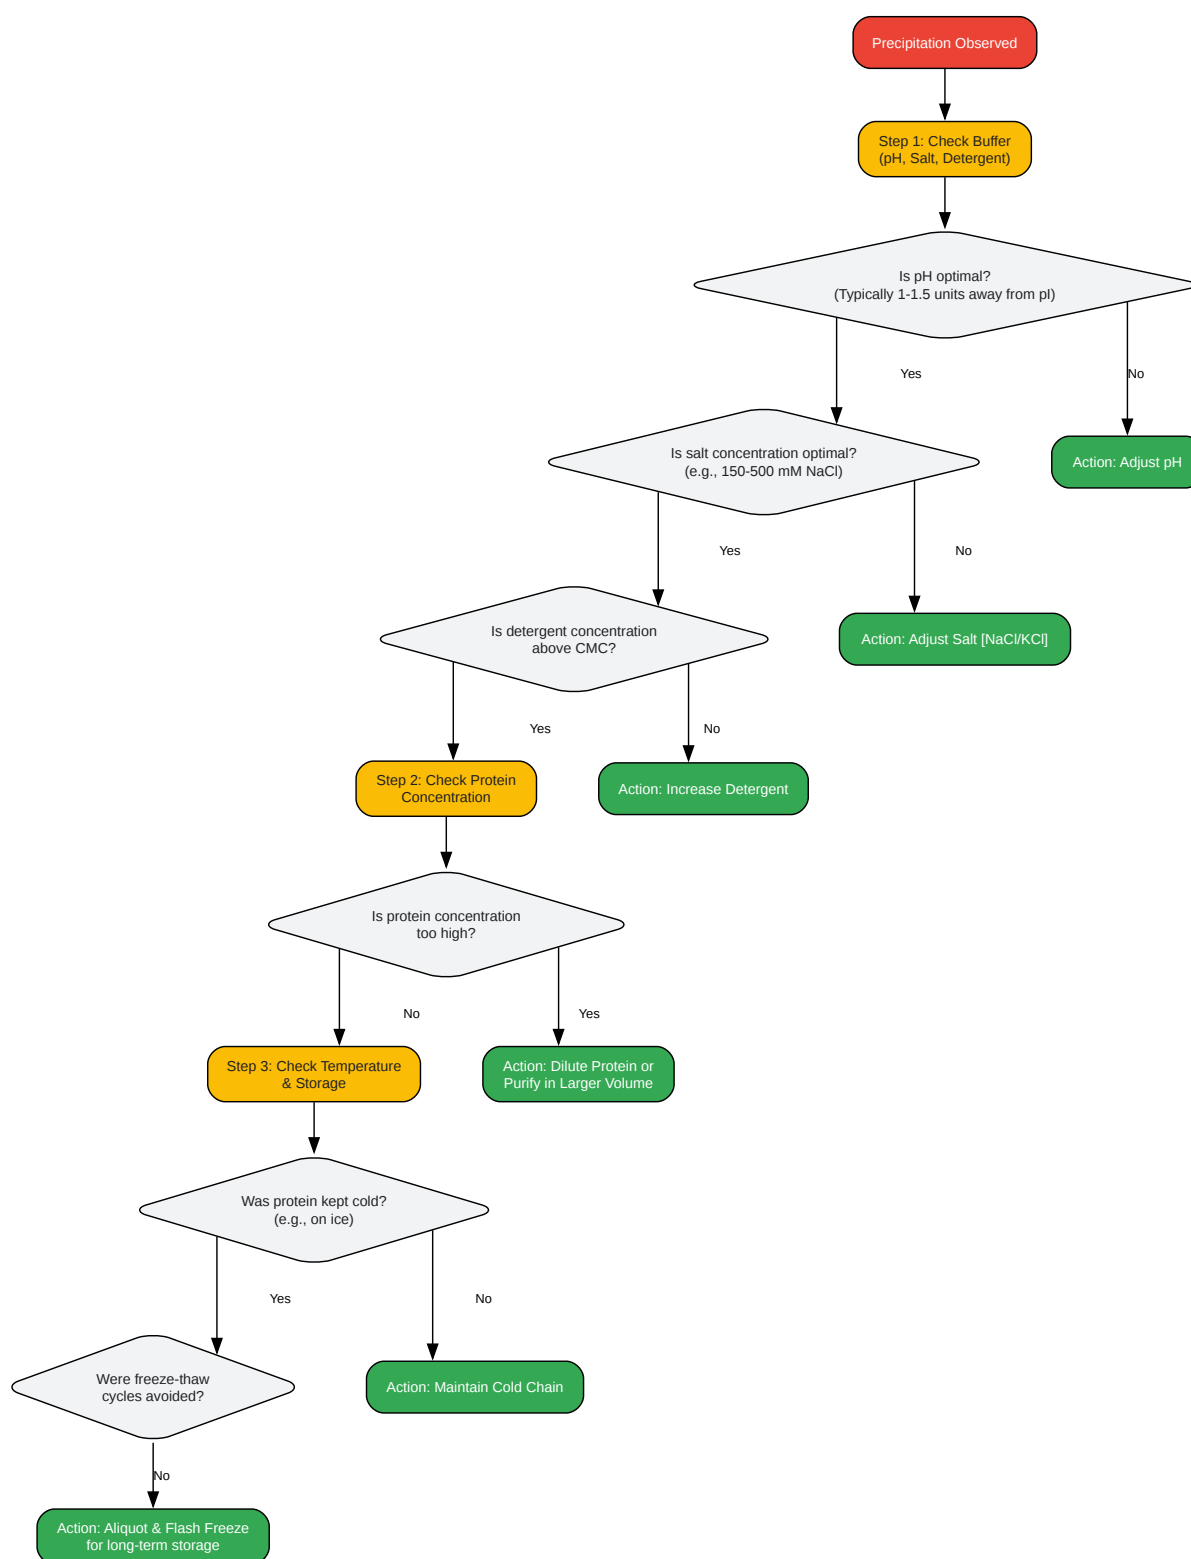 Precipitation Observed
Step 1: Check Buffer
(pH, Salt, Detergent)
Is pH optimal?
(Typically 1-1.5 units away from pI)
Yes
No
Is salt concentration optimal?
(e.g., 150-500 mM NaCl)
Action: Adjust pH
Yes
No
Is detergent concentration
above CMC?
Action: Adjust Salt [NaCl/KCl]
Yes
No
Step 2: Check Protein
Concentration
Action: Increase Detergent
Is protein concentration
too high?
No
Yes
Step 3: Check Temperature
& Storage
Action: Dilute Protein or
Purify in Larger Volume
Was protein kept cold?
(e.g., on ice)
Yes
No
Were freeze-thaw
cycles avoided?
Action: Maintain Cold Chain
No
Action: Aliquot & Flash Freeze
for long-term storage